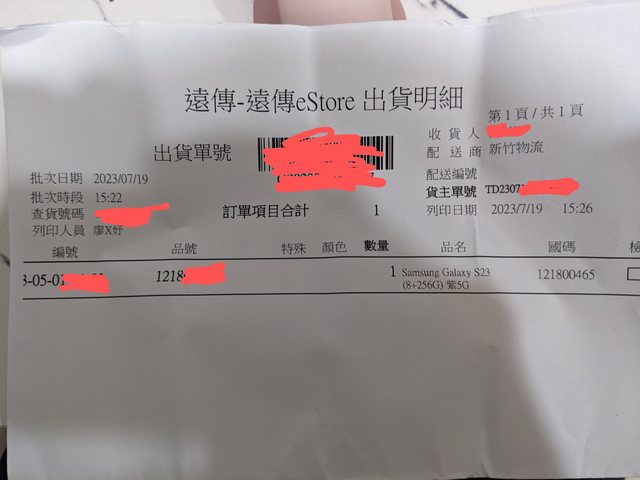 遠傳-遠傳eStore 出貨明細
第1頁/共1頁
收貨人
出貨單號
配送商 新竹物流
批次日期 2023/07/19
配送編號
批次時段 15:22
貨主單號 TD2307
查貨號碼
訂單項目合計 1
列印日期 2023/7/19 15:26
列印人員 廖X妤
編號 品號 特殊 顏色 數量 品名 國碼 檢
3-05-01 1218 1 Samsung Galaxy S23 121800465
(8+256G) 紫5G